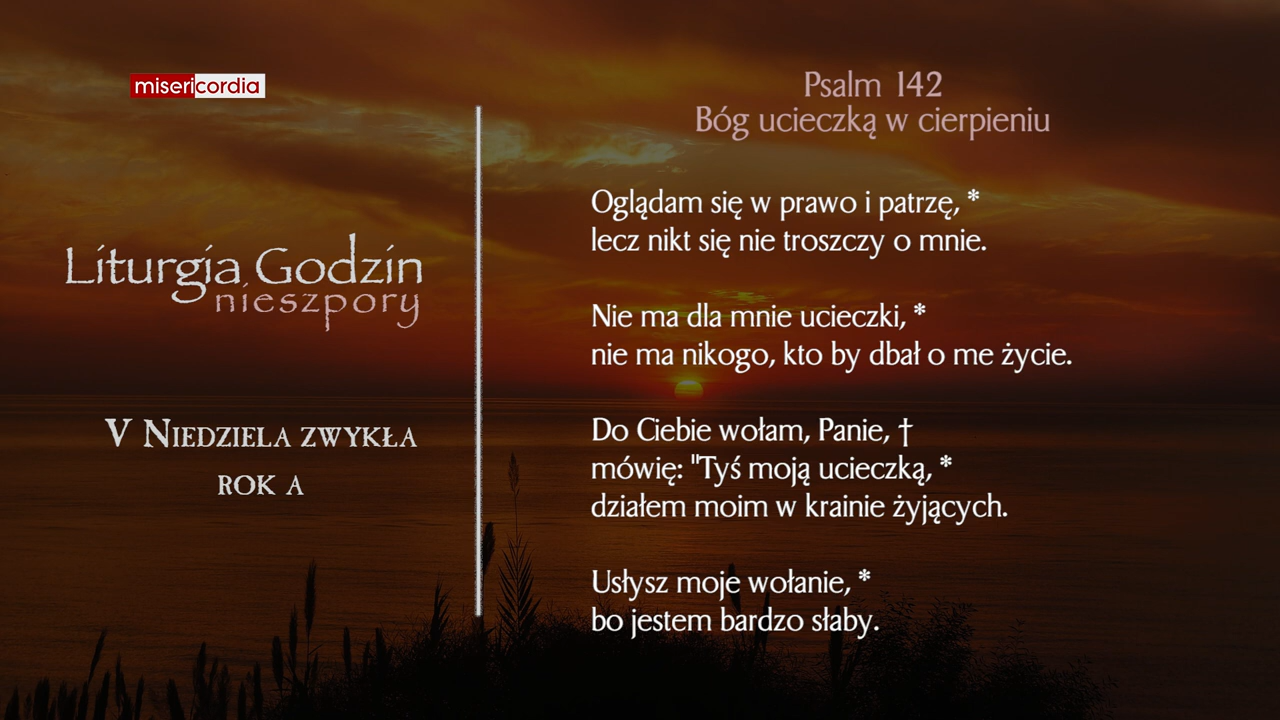 misericordia
Liturgia Godzin
nieszpory
V Niedziela zwykła
rok A
Psalm 142
Bóg ucieczką w cierpieniu
Oglądam się w prawo i patrzę, *
lecz nikt się nie troszczy o mnie.
Nie ma dla mnie ucieczki, *
nie ma nikogo, kto by dbał o me życie.
Do Ciebie wołam, Panie, †
mówię: "Tyś moją ucieczką, *
działem moim w krainie żyjących.
Usłysz moje wołanie, *
bo jestem bardzo słaby.